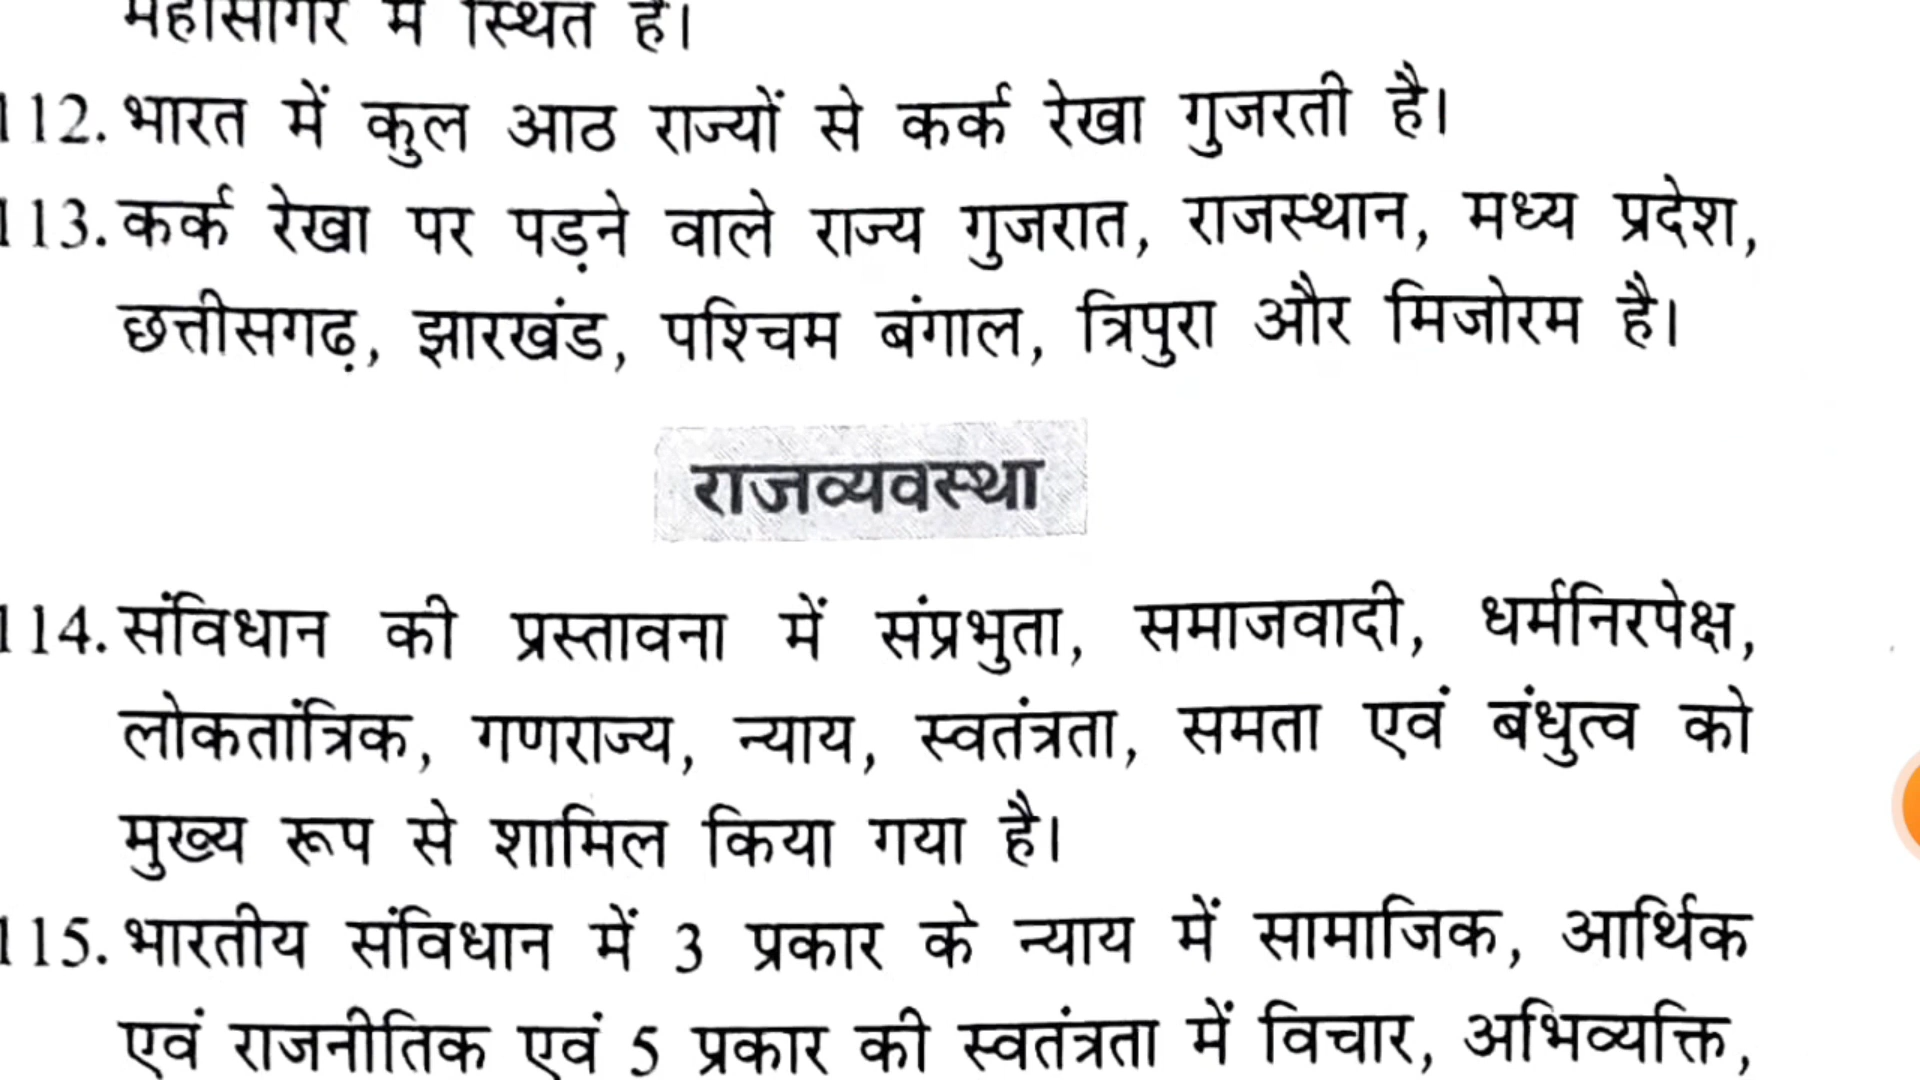 महासागर में स्थित है।
112. भारत में कुल आठ राज्यों से कर्क रेखा गुजरती है।
113. कर्क रेखा पर पड़ने वाले राज्य गुजरात, राजस्थान, मध्य प्रदेश,
छत्तीसगढ़, झारखंड, पश्चिम बंगाल, त्रिपुरा और मिजोरम है।
राजव्यवस्था
114. संविधान की प्रस्तावना में संप्रभुता, समाजवादी, धर्मनिरपेक्ष,
लोकतांत्रिक, गणराज्य, न्याय, स्वतंत्रता, समता एवं बंधुत्व को
मुख्य रूप से शामिल किया गया है।
115. भारतीय संविधान में 3 प्रकार के न्याय में सामाजिक, आर्थिक
एवं राजनीतिक एवं 5 प्रकार की स्वतंत्रता में विचार, अभिव्यक्ति,